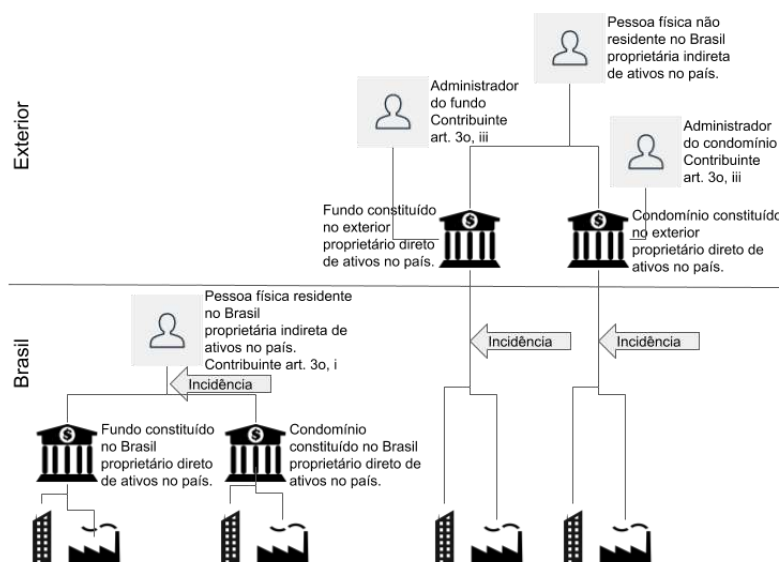 Exterior
Pessoa física não
residente no Brasil
proprietária indireta
de ativos no país.
Administrador
do fundo
Contribuinte
art. 3o, iii
Administrador
do condomínio
Contribuinte
art. 3o, iii
Fundo constituído
no exterior
proprietário direto
de ativos no país.
Condomínio constituído
no exterior
proprietário direto de
ativos no país.
Brasil
Pessoa física residente
no Brasil
proprietária indireta de
ativos no país.
Contribuinte art. 3o, i
Incidência
Incidência
Incidência
Fundo constituído
no Brasil
proprietário direto
de ativos no país.
Condomínio
constituído no Brasil
proprietário direto de
ativos no país.